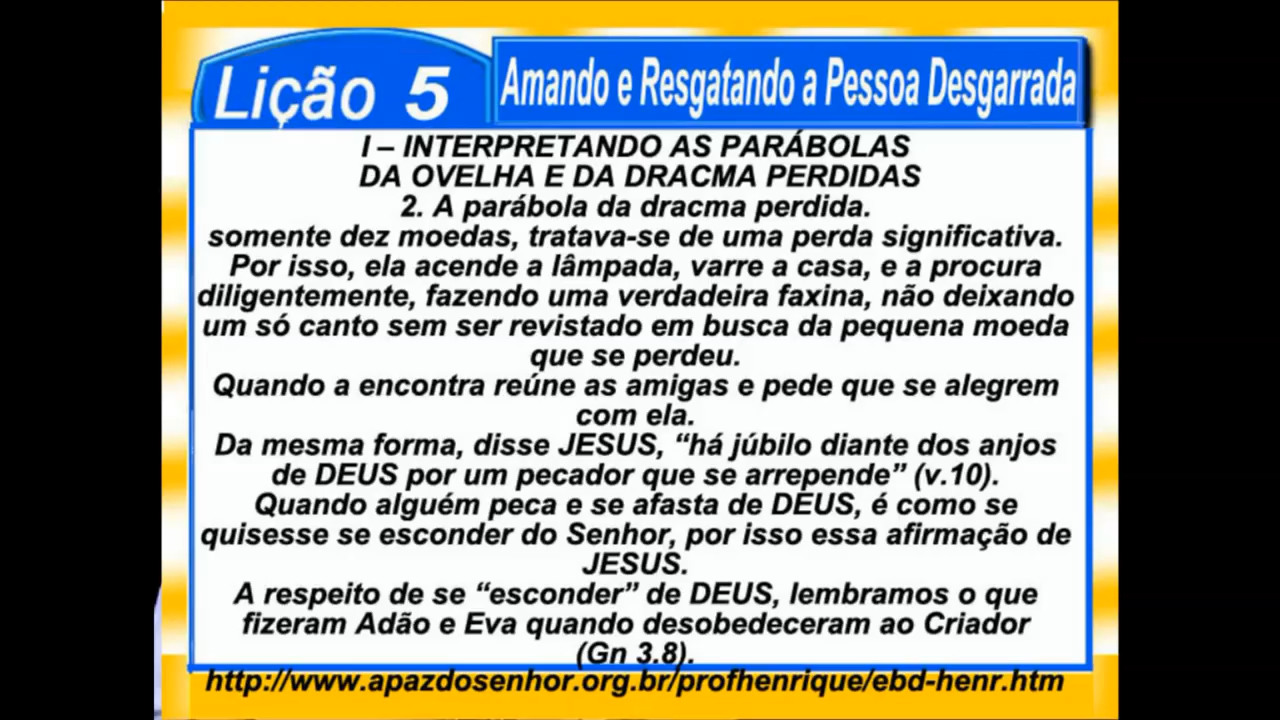 Lição 5
Amando e Resgatando a Pessoa Desgarrada
I – INTERPRETANDO AS PARÁBOLAS
DA OVELHA E DA DRACMA PERDIDAS
2. A parábola da dracma perdida.
somente dez moedas, tratava-se de uma perda significativa.
Por isso, ela acende a lâmpada, varre a casa, e a procura
diligentemente, fazendo uma verdadeira faxina, não deixando
um só canto sem ser revistado em busca da pequena moeda
que se perdeu.
Quando a encontra reúne as amigas e pede que se alegrem
com ela.
Da mesma forma, disse JESUS, “há júbilo diante dos anjos
de DEUS por um pecador que se arrepende” (v.10).
Quando alguém peca e se afasta de DEUS, é como se
quisesse se esconder do Senhor, por isso essa afirmação de
JESUS.
A respeito de se “esconder” de DEUS, lembramos o que
fizeram Adão e Eva quando desobedeceram ao Criador
(Gn 3.8).
http://www.apazdosenhor.org.br/profhenrique/ebd-henr.htm